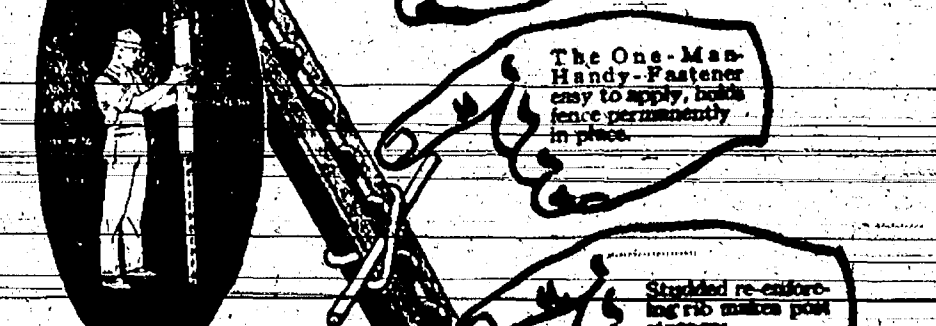 The One-Man-
Handy-Fastener
easy to apply, holds
fence permanently
in place.
Studded re-enforc-
ing rib makes post